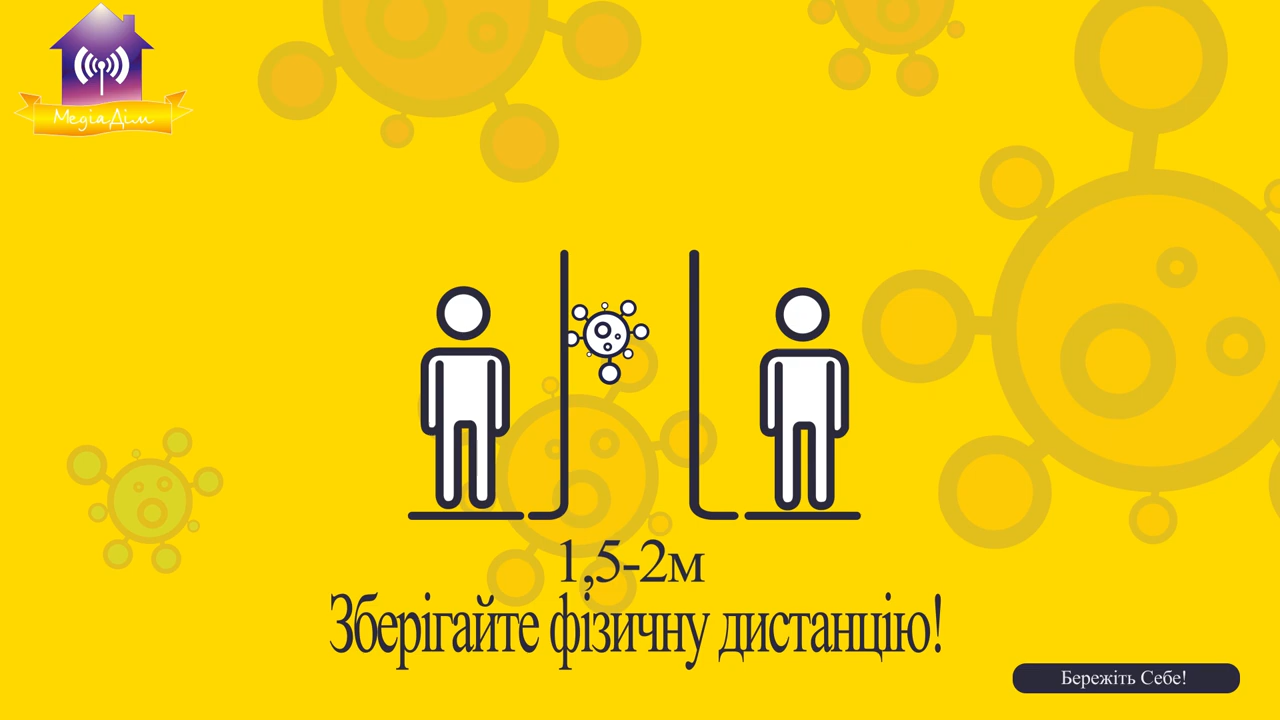 МедіаДім
1,5-2м
Зберігайте фізичну дистанцію!
Бережіть Себе!